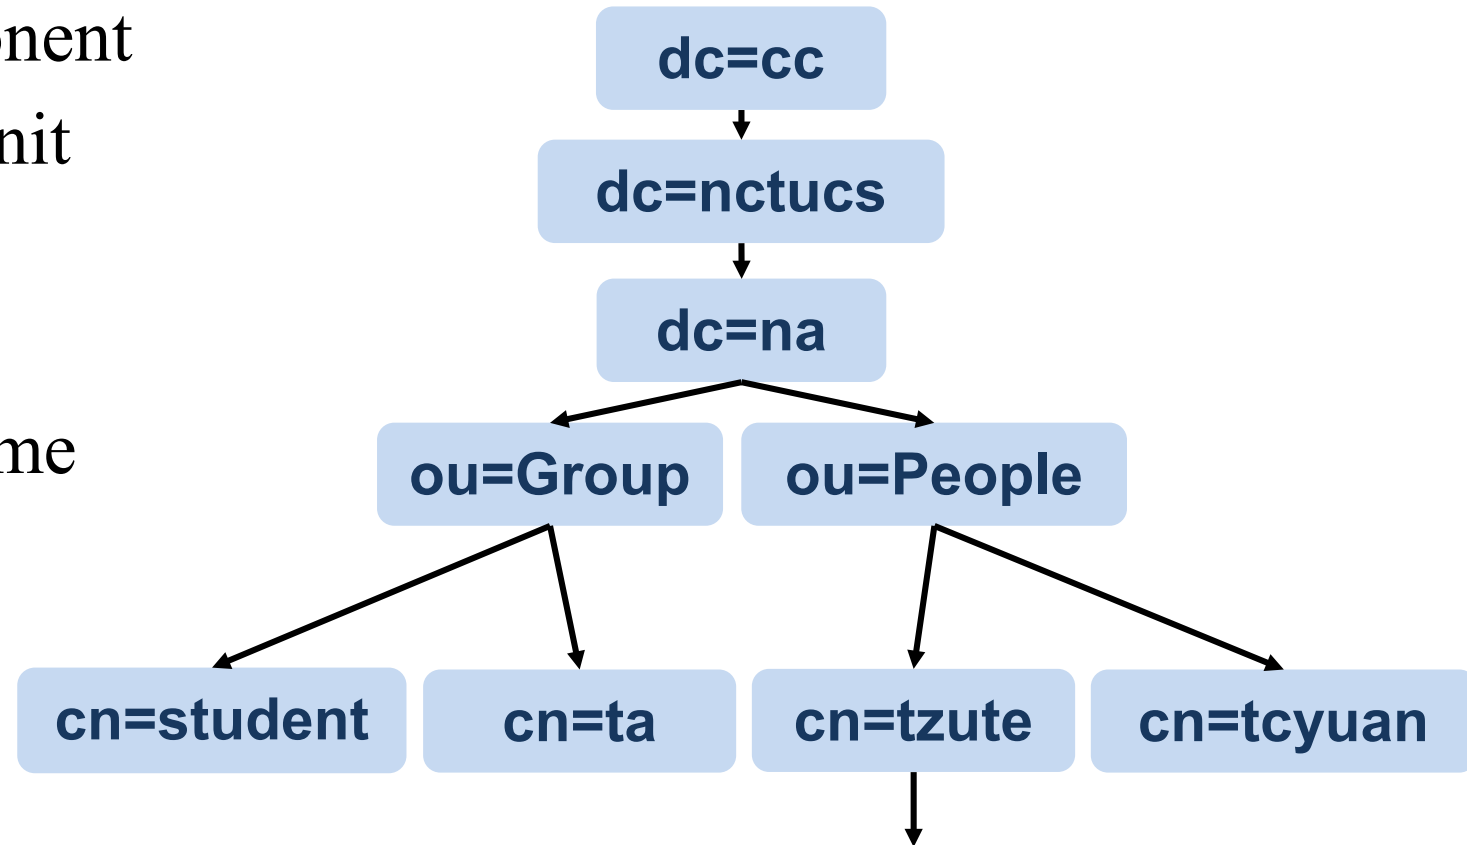 onent
nit
me
dc=cc
dc=nctucs
dc=na
ou=Group
ou=People
cn=student
cn=ta
cn=tzute
cn=tcyuan